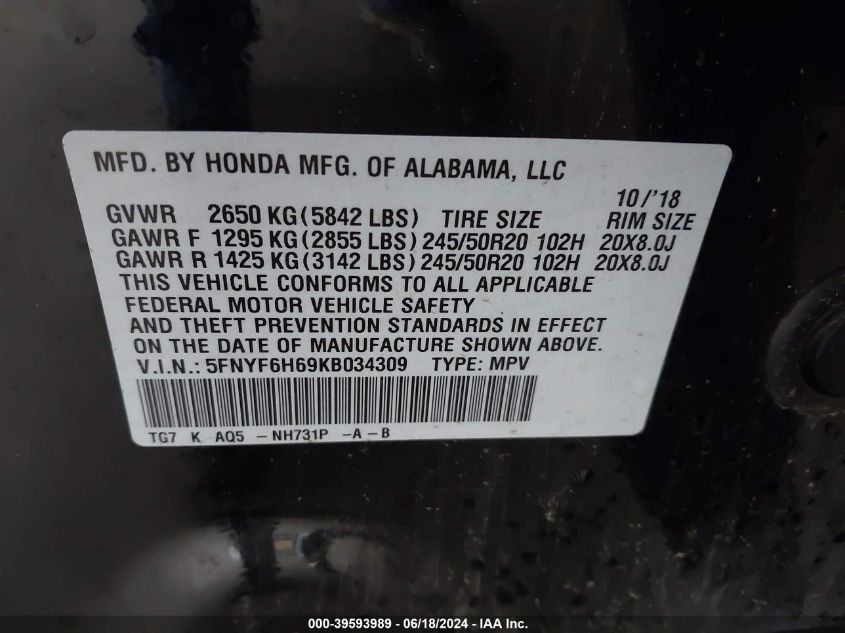 MFD. BY HONDA MFG. OF ALABAMA, LLC
10/'18
GVWR 2650 KG (5842 LBS) TIRE SIZE RIM SIZE
GAWR F 1295 KG (2855 LBS) 245/50R20 102H 20X8.0J
GAWR R 1425 KG (3142 LBS) 245/50R20 102H 20X8.0J
THIS VEHICLE CONFORMS TO ALL APPLICABLE
FEDERAL MOTOR VEHICLE SAFETY
AND THEFT PREVENTION STANDARDS IN EFFECT
ON THE DATE OF MANUFACTURE SHOWN ABOVE.
V.I.N.: 5FNYF6H69KB034309 TYPE: MPV
TG7 K AQ5 -NH731P -A-B
000-39593989 - 06/18/2024 - IAA Inc.